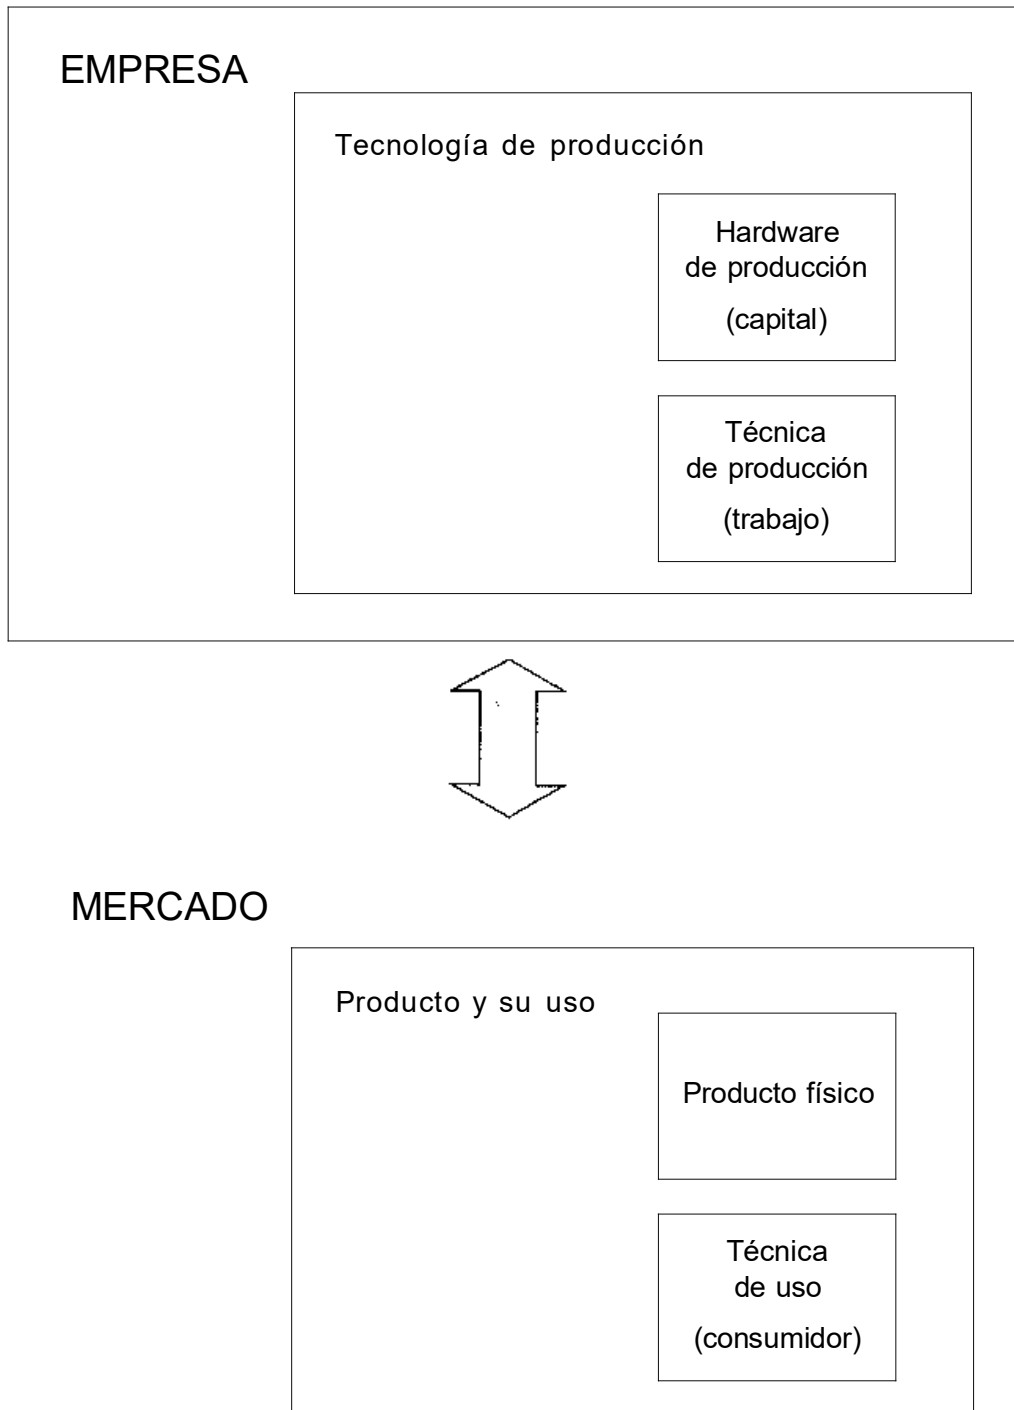 EMPRESA
Tecnología de producción
Hardware
de producción
(capital)
Técnica
de producción
(trabajo)
MERCADO
Producto y su uso
Producto físico
Técnica
de uso
(consumidor)